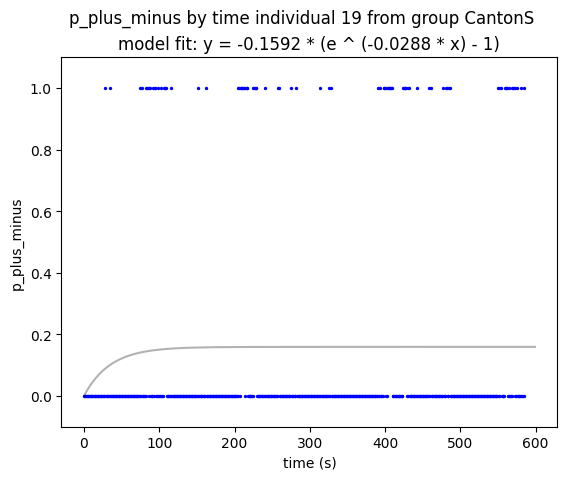 p_plus_minus by time individual 19 from group CantonS
model fit: y = -0.1592 * (e ^ (-0.0288 * x) - 1)
1.0
0.8
0.6
0.4
0.2
0.0
p_plus_minus
0 100 200 300 400 500 600
time (s)